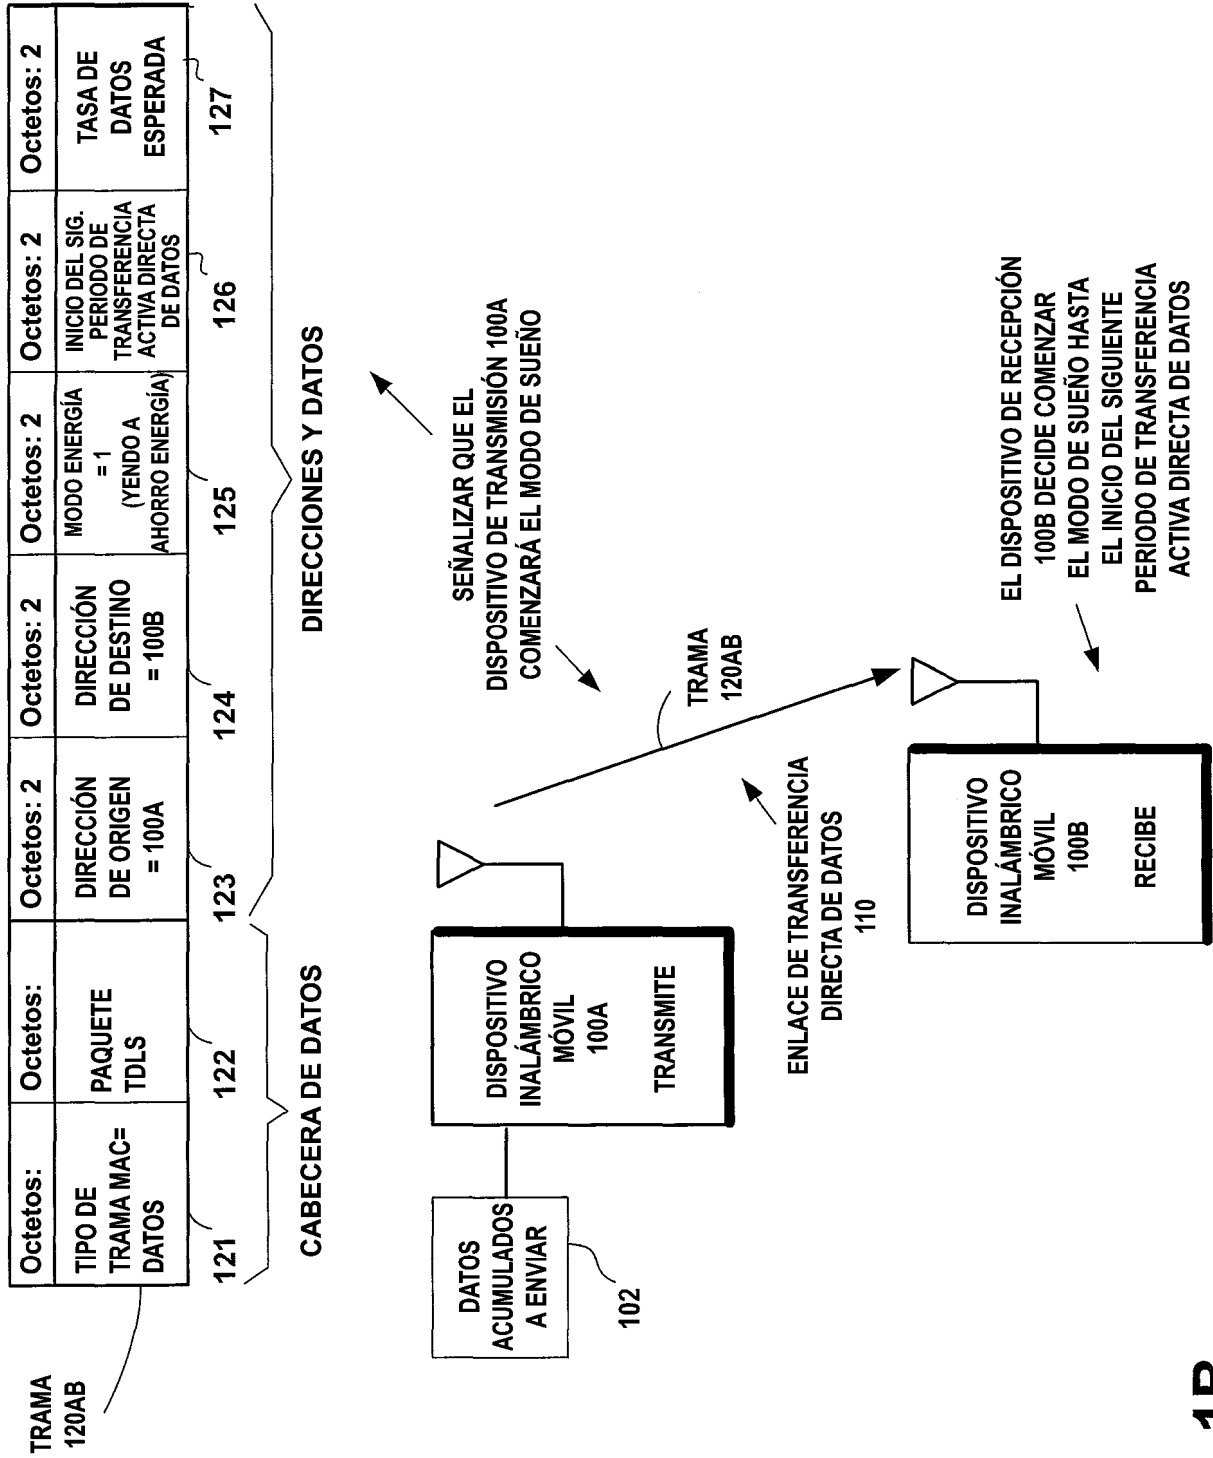 TRAMA
120AB
Octetos:
Octetos:
Octetos: 2
Octetos: 2
Octetos: 2
Octetos: 2
Octetos: 2
TIPO DE
TRAMA MAC=
DATOS
PAQUETE
TDLS
DIRECCIÓN
DE ORIGEN
= 100A
DIRECCIÓN
DE DESTINO
= 100B
MODO ENERGÍA
= 1
(YENDO A
AHORRO ENERGÍA)
INICIO DEL SIG.
PERIODO DE
TRANSFERENCIA
ACTIVA DIRECTA
DE DATOS
TASA DE
DATOS
ESPERADA
121
122
123
124
125
126
127
CABECERA DE DATOS
DIRECCIONES Y DATOS
SEÑALIZAR QUE EL
DISPOSITIVO DE TRANSMISIÓN 100A
COMENZARÁ EL MODO DE SUEÑO
DATOS
ACUMULADOS
A ENVIAR
102
DISPOSITIVO
INALÁMBRICO
MÓVIL
100A
TRANSMITE
TRAMA
120AB
ENLACE DE TRANSFERENCIA
DIRECTA DE DATOS
110
DISPOSITIVO
INALÁMBRICO
MÓVIL
100B
RECIBE
EL DISPOSITIVO DE RECEPCIÓN
100B DECIDE COMENZAR
EL MODO DE SUEÑO HASTA
EL INICIO DEL SIGUIENTE
PERIODO DE TRANSFERENCIA
ACTIVA DIRECTA DE DATOS